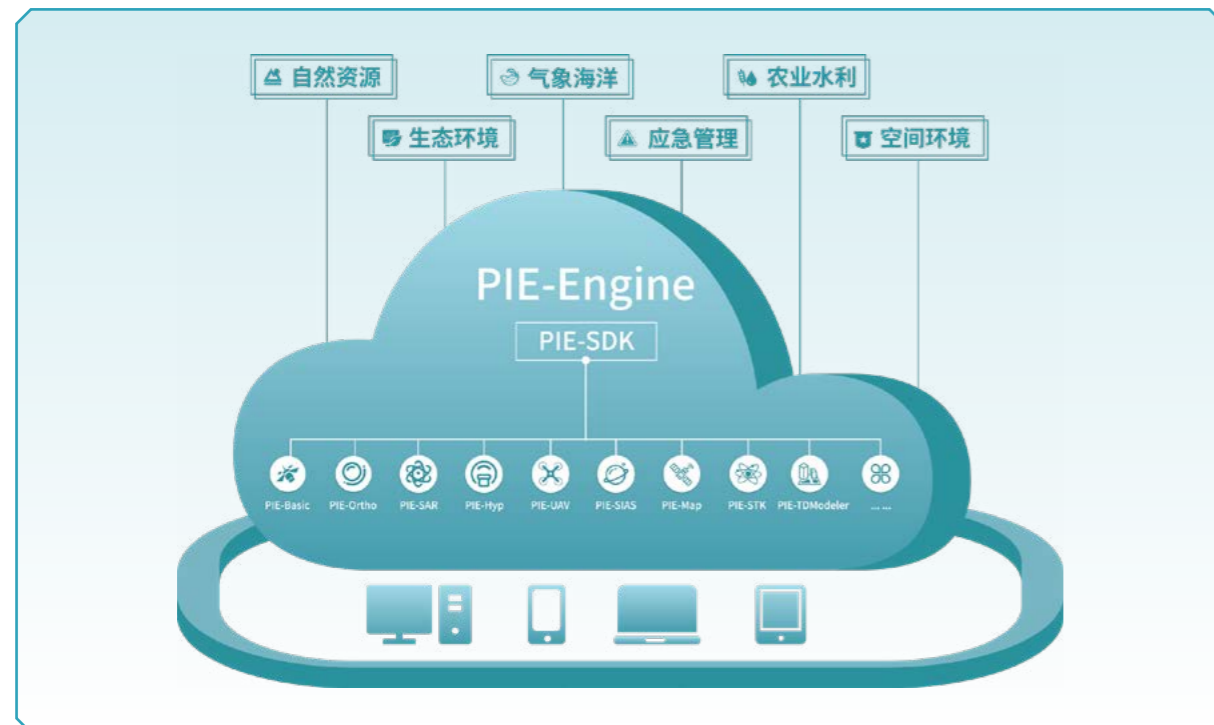 自然资源
气象海洋
农业水利
生态环境
应急管理
空间环境
PIE-Engine
PIE-SDK
PIE-Basic
PIE-Ortho
PIE-SAR
PIE-Hyp
PIE-UAV
PIE-SIAS
PIE-Map
PIE-STK
PIE-TDModeler
... ...